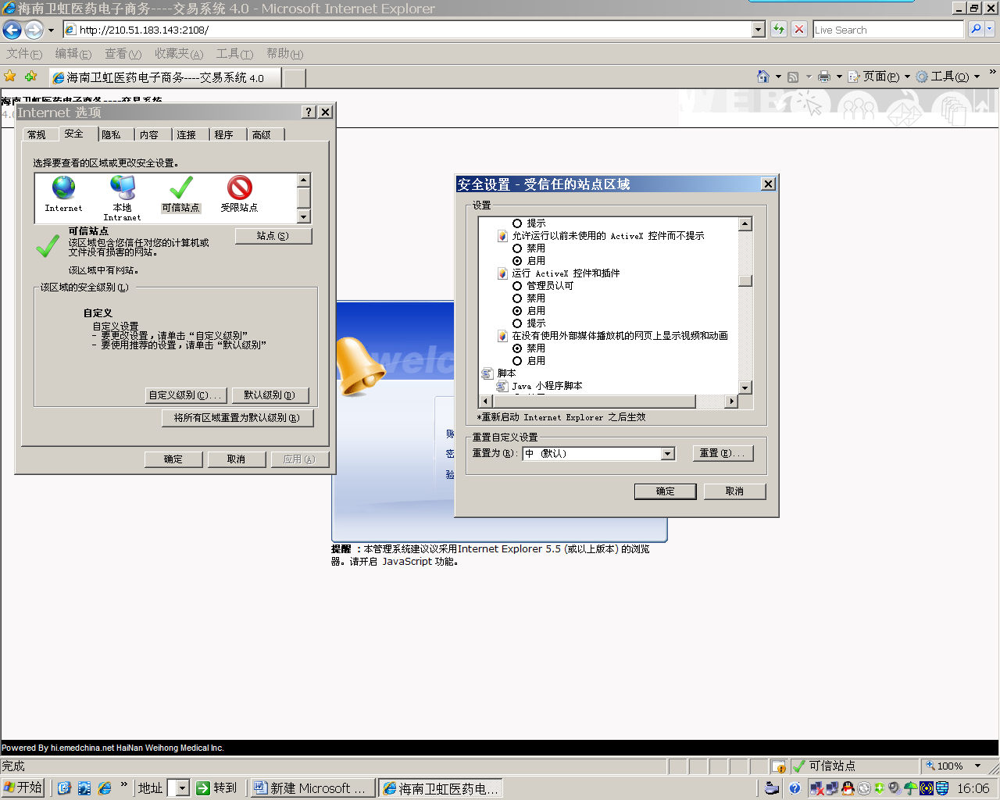 海南卫虹医药电子商务----交易系统 4.0 - Microsoft Internet Explorer
http://210.51.183.143:2108/
Live Search
文件(F) 编辑(E) 查看(V) 收藏夹(A) 工具(T) 帮助(H)
海南卫虹医药电子商务----交易系统 4.0
页面(P) 工具(O)
海南卫虹医药电子商务----交易系统
4.
WEB
Internet 选项
常规 安全 隐私 内容 连接 程序 高级
选择要查看的区域或更改安全设置。
Internet
本地 Intranet
可信站点
受限站点
可信站点
该区域包含您信任对您的计算机或
文件没有损害的网站。
站点(S)
该区域中有网站。
该区域的安全级别(L)
自定义
自定义设置
- 要更改设置，请单击“自定义级别”
- 要使用推荐的设置，请单击“默认级别”
自定义级别(C)... 默认级别(D)
将所有区域重置为默认级别(R)
确定 取消 应用(A)
welc
账
密
验
安全设置 - 受信任的站点区域
设置
提示
允许运行以前未使用的 ActiveX 控件而不提示
禁用
启用
运行 ActiveX 控件和插件
管理员认可
禁用
启用
提示
在没有使用外部媒体播放机的网页上显示视频和动画
禁用
启用
脚本
Java 小程序脚本
*重新启动 Internet Explorer 之后生效
重置自定义设置
重置为(R): 中 (默认) 重置(E)...
确定 取消
提醒 ：本管理系统建议议采用Internet Explorer 5.5 (或以上版本) 的浏览
器。请开启 JavaScript 功能。
Powered By hi.emedchina.net HaiNan Weihong Medical Inc.
完成 可信站点 100%
开始 地址 转到 新建 Microsoft ... 海南卫虹医药电... 16:06